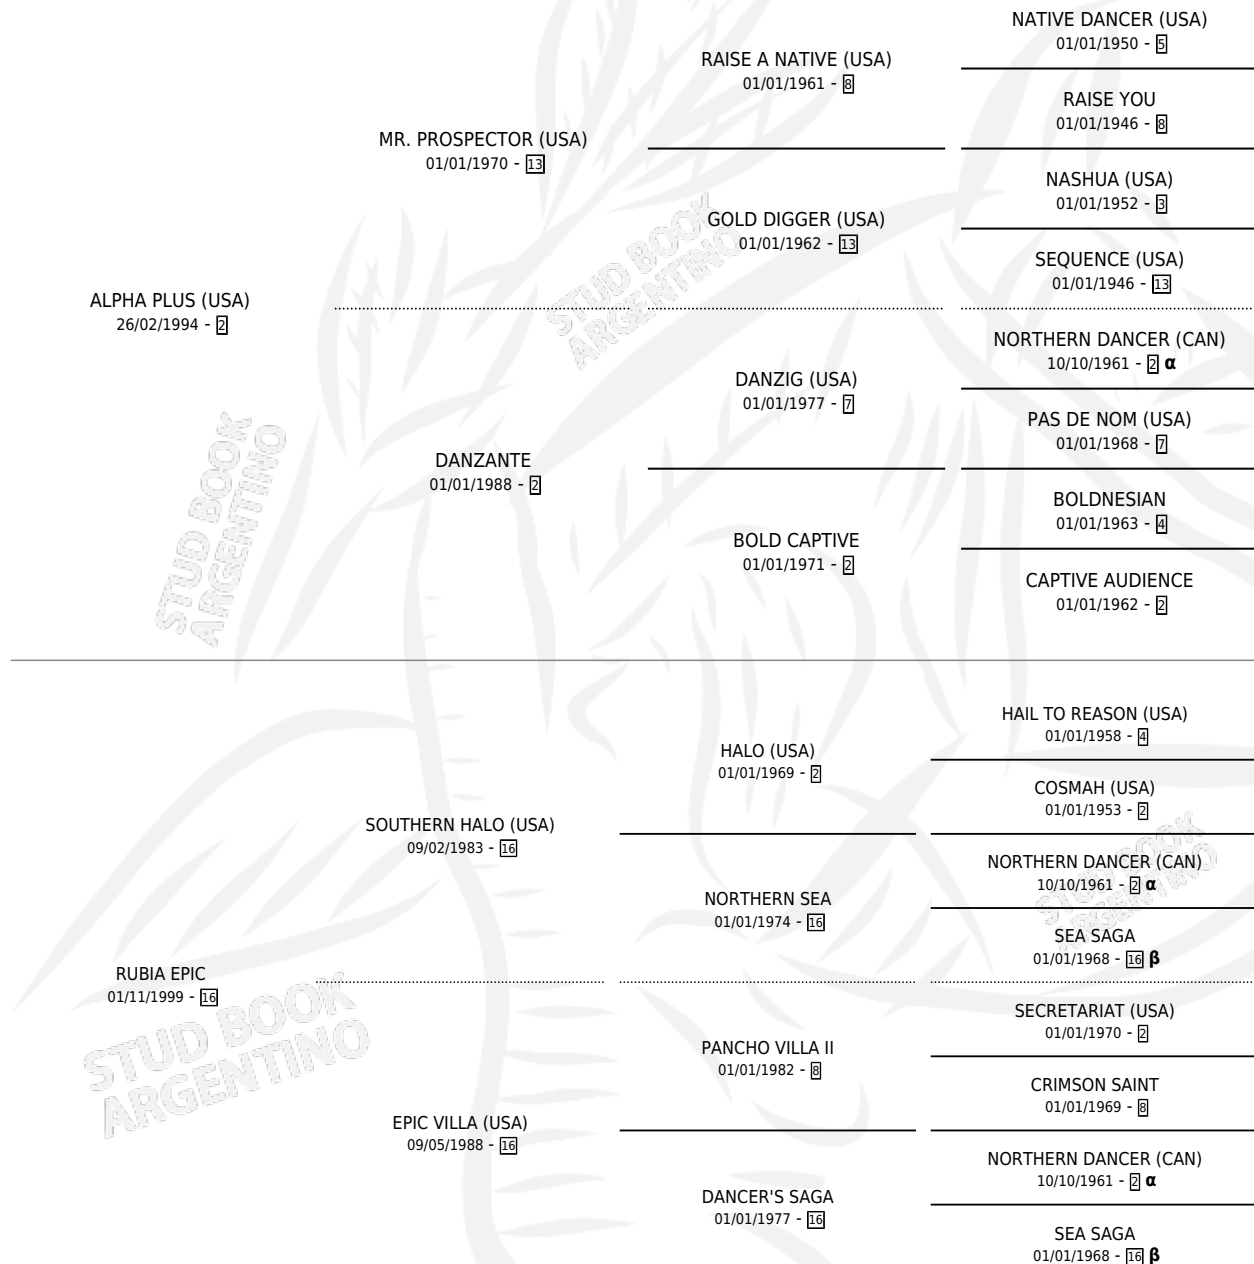 NATIVE DANCER (USA)
01/01/1950 - 5
RAISE A NATIVE (USA)
01/01/1961 - 8
RAISE YOU
01/01/1946 - 8
MR. PROSPECTOR (USA)
01/01/1970 - 13
NASHUA (USA)
01/01/1952 - 3
GOLD DIGGER (USA)
01/01/1962 - 13
SEQUENCE (USA)
01/01/1946 - 13
ALPHA PLUS (USA)
26/02/1994 - 2
NORTHERN DANCER (CAN)
10/10/1961 - 2 α
DANZIG (USA)
01/01/1977 - 7
PAS DE NOM (USA)
01/01/1968 - 7
DANZANTE
01/01/1988 - 2
BOLDNESIAN
01/01/1963 - 4
BOLD CAPTIVE
01/01/1971 - 2
CAPTIVE AUDIENCE
01/01/1962 - 2
HAIL TO REASON (USA)
01/01/1958 - 4
HALO (USA)
01/01/1969 - 2
COSMAH (USA)
01/01/1953 - 2
SOUTHERN HALO (USA)
09/02/1983 - 16
NORTHERN DANCER (CAN)
10/10/1961 - 2 α
NORTHERN SEA
01/01/1974 - 16
SEA SAGA
01/01/1968 - 16 β
RUBIA EPIC
01/11/1999 - 16
SECRETARIAT (USA)
01/01/1970 - 2
PANCHO VILLA II
01/01/1982 - 8
CRIMSON SAINT
01/01/1969 - 8
EPIC VILLA (USA)
09/05/1988 - 16
NORTHERN DANCER (CAN)
10/10/1961 - 2 α
DANCER'S SAGA
01/01/1977 - 16
SEA SAGA
01/01/1968 - 16 β
STUD BOOK
ARGENTINO
STUD BOOK
ARGENTINO
STUD BOOK
ARGENTINO
STUD BOOK
ARGENTINO